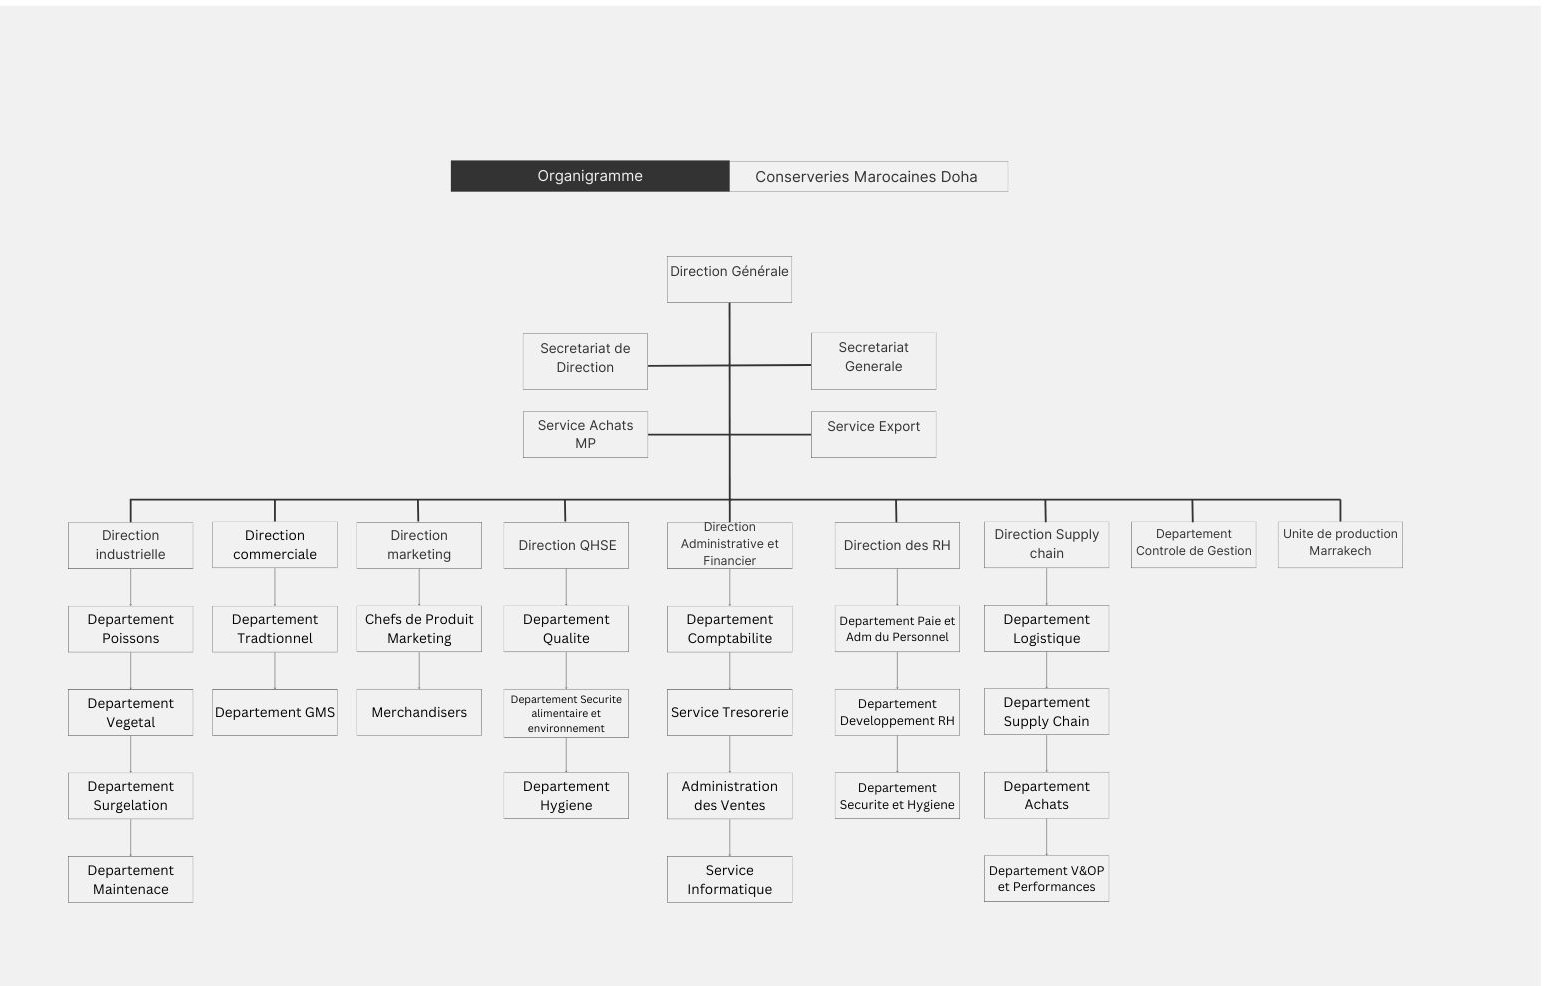 Organigramme
Conserveries Marocaines Doha
Direction Générale
Secretariat de
Direction
Secretariat
Generale
Service Achats
MP
Service Export
Direction
industrielle
Direction
commerciale
Direction
marketing
Direction QHSE
Direction
Administrative et
Financier
Direction des RH
Direction Supply
chain
Departement
Controle de Gestion
Unite de production
Marrakech
Departement
Poissons
Departement
Tradtionnel
Chefs de Produit
Marketing
Departement
Qualite
Departement
Comptabilite
Departement Paie et
Adm du Personnel
Departement
Logistique
Departement
Vegetal
Departement GMS
Merchandisers
Departement Securite
alimentaire et
environnement
Service Tresorerie
Departement
Developpement RH
Departement
Supply Chain
Departement
Surgelation
Departement
Hygiene
Administration
des Ventes
Departement
Securite et Hygiene
Departement
Achats
Departement
Maintenace
Service
Informatique
Departement V&OP
et Performances